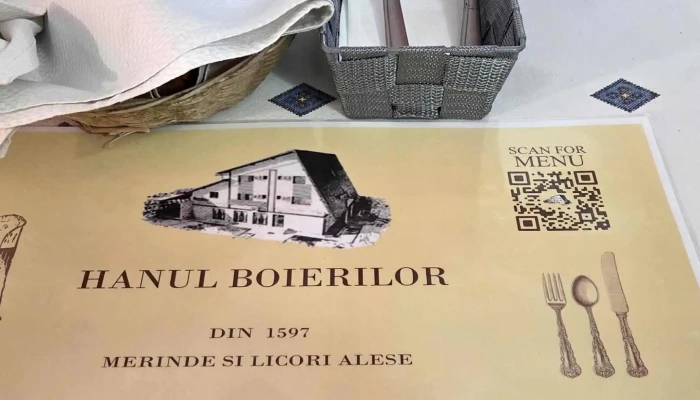 SCAN FOR
MENU
HANUL BOIERILOR
DIN 1597
MERINDE SI LICORI ALESE